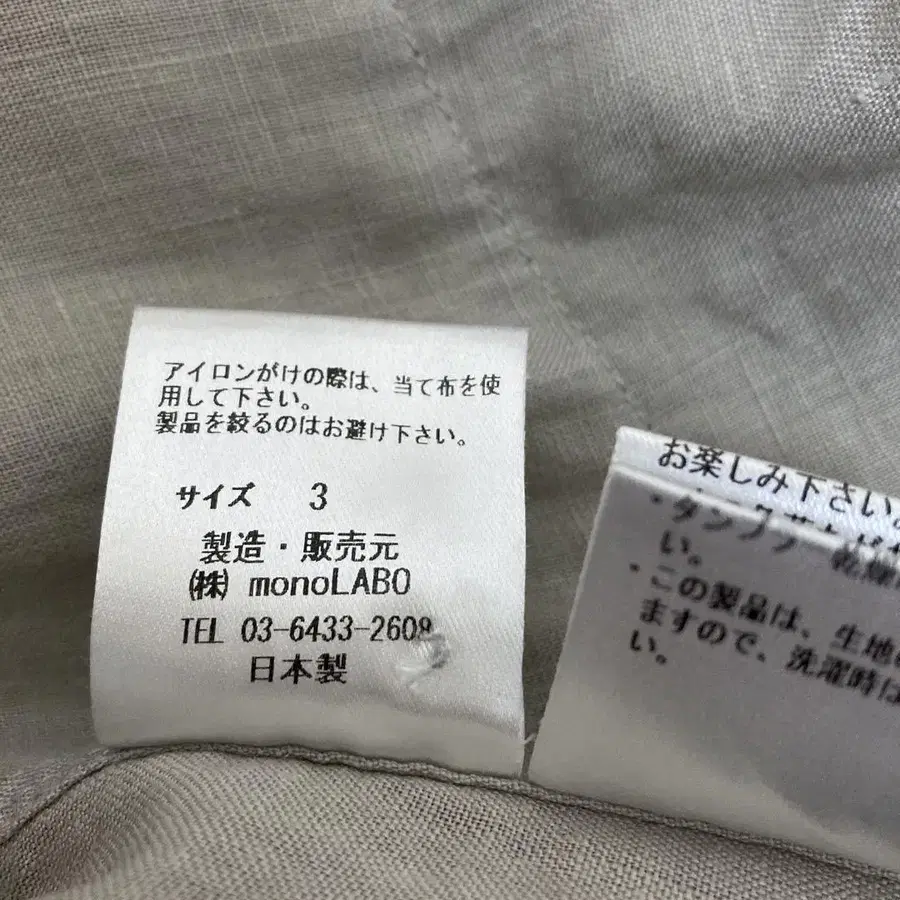 アイロンがけの際は、当て布を使
用して下さい。
製品を絞るのはお避け下さい。
サイズ 3
製造・販売元
㈱ monoLABO
TEL 03-6433-2608
日本製
お楽しみ下さい。
い。
・この製品は、生地
ますので、洗濯時は
い。